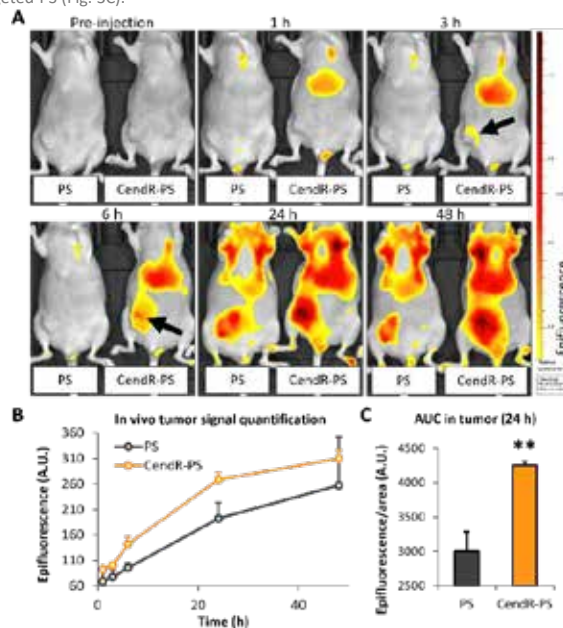 A
Pre-injection 1 h 3 h
PS CendR-PS PS CendR-PS PS CendR-PS
6 h 24 h 48 h
PS CendR-PS PS CendR-PS PS CendR-PS
Epifluorescence
B
In vivo tumor signal quantification
Epifluorescence (A.U.)
360
310
260
210
160
110
60
PS
CendR-PS
0 20 40
Time (h)
C
AUC in tumor (24 h)
Epifluorescence/area (A.U.)
4500
4000
3500
3000
2500
**
PS CendR-PS